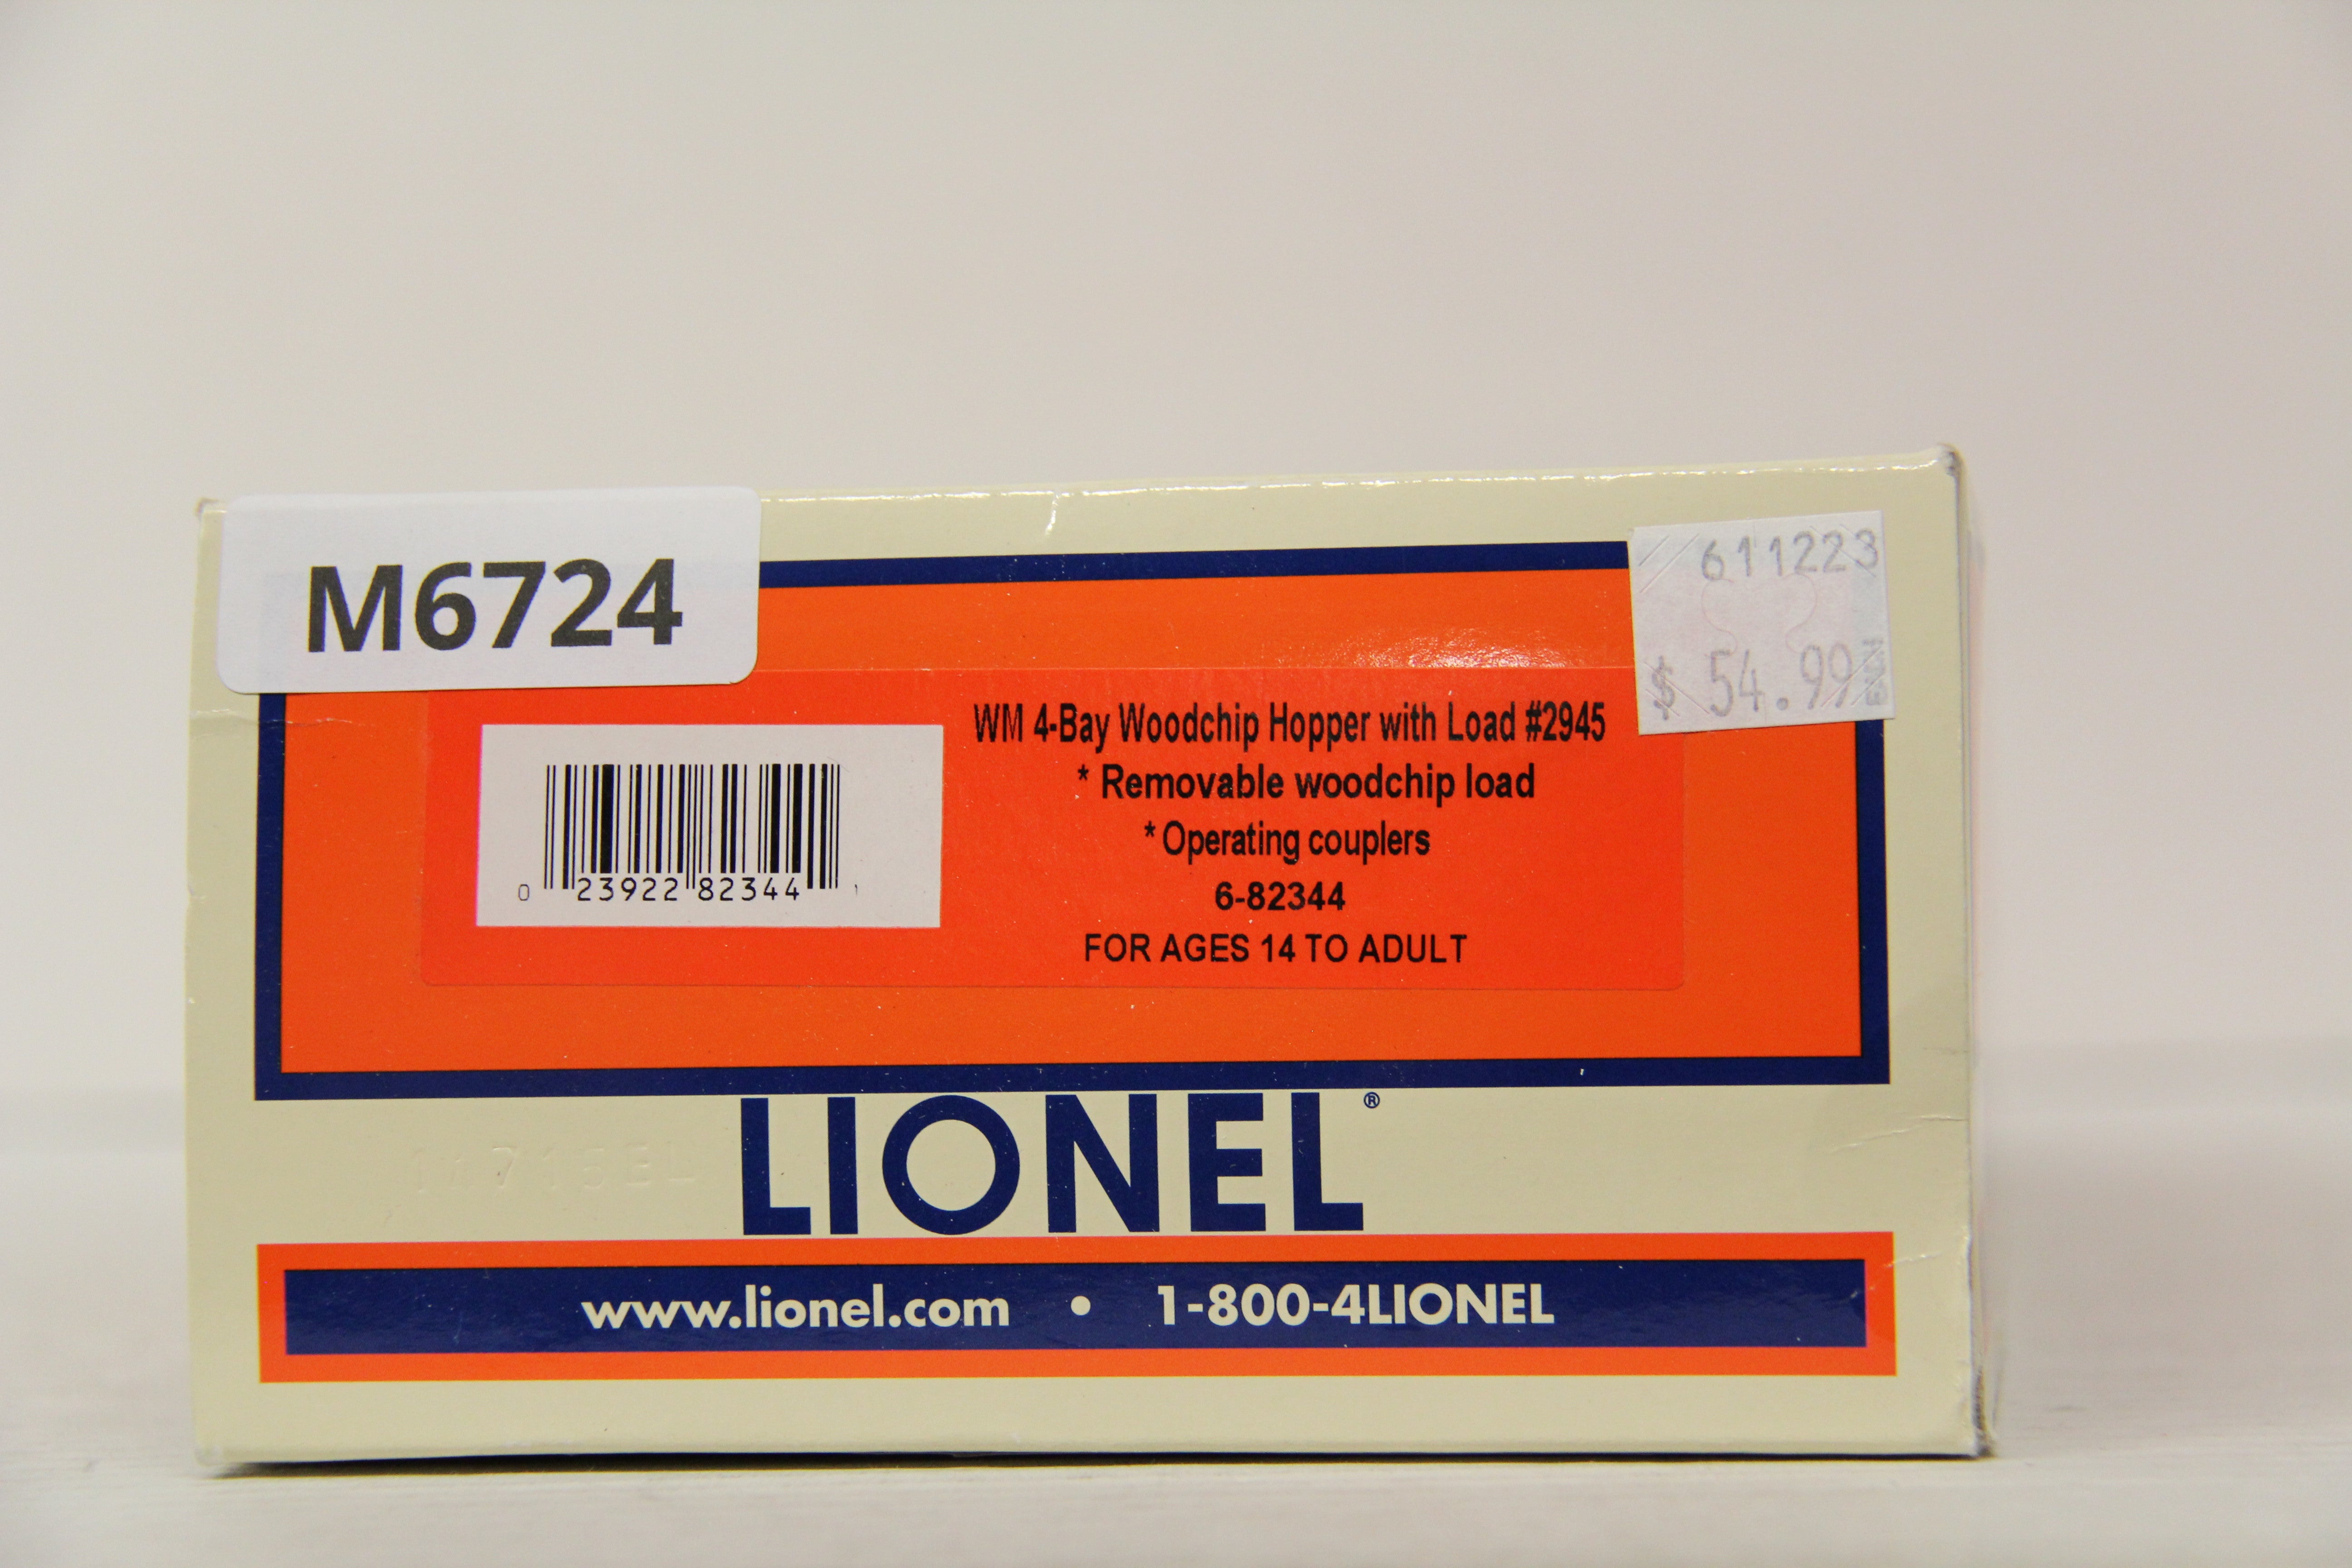 M6724
611223
$ 54.99
WM 4-Bay Woodchip Hopper with Load #2945
* Removable woodchip load
* Operating couplers
6-82344
FOR AGES 14 TO ADULT
0 23922 82344
LIONEL®
www.lionel.com • 1-800-4LIONEL